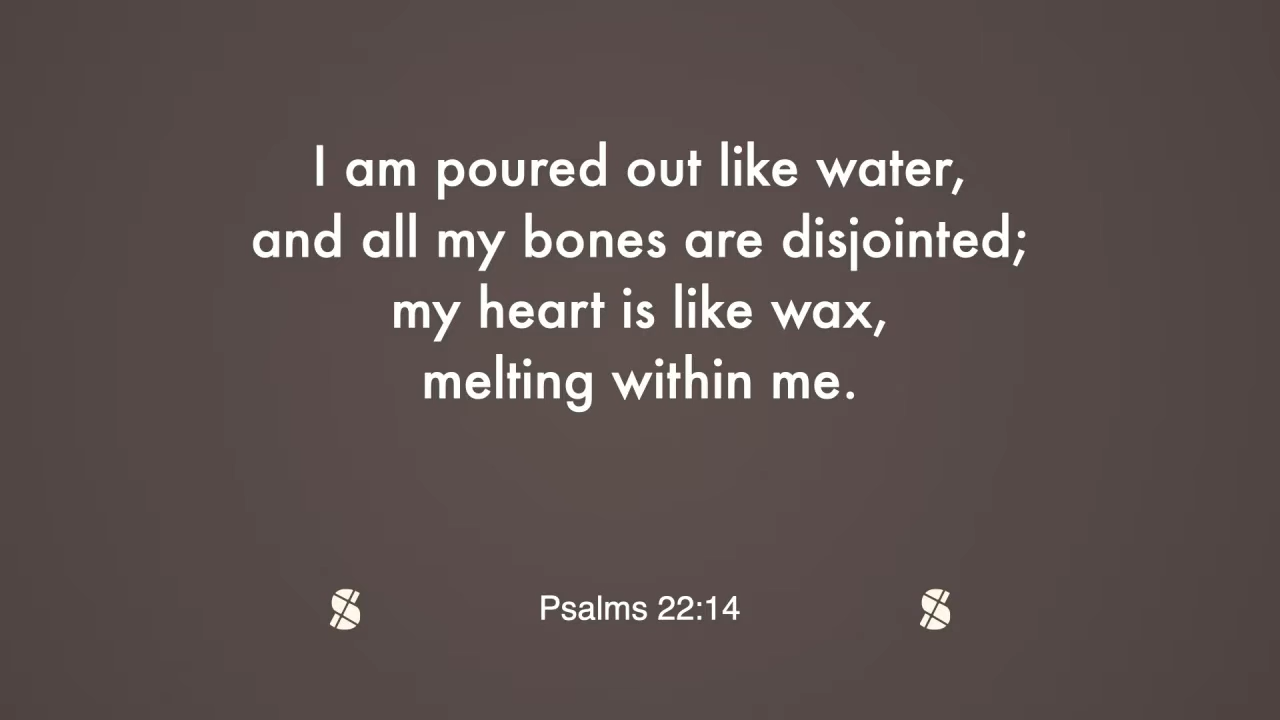 I am poured out like water,
and all my bones are disjointed;
my heart is like wax,
melting within me.
Psalms 22:14